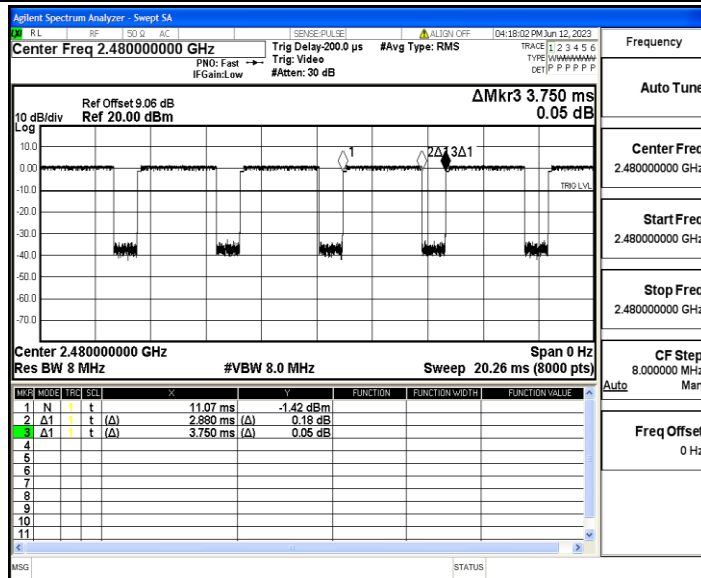 Agilent Spectrum Analyzer - Swept SA
RL RF 50 Ω AC SENSE:PULSE ALIGN OFF 04:18:02 PM Jun 12, 2023
Center Freq 2.480000000 GHz
PNO: Fast
IFGain:Low
Trig Delay-200.0 µs
Trig: Video
#Atten: 30 dB
#Avg Type: RMS
TRACE 1 2 3 4 5 6
TYPE
DET P P P P P P
ΔMkr3 3.750 ms
0.05 dB
Ref Offset 9.06 dB
10 dB/div Ref 20.00 dBm
Log
10.0
0.00
-10.0
-20.0
-30.0
-40.0
-50.0
-60.0
-70.0
1
2Δ1
3Δ1
TRIG LVL
Center 2.480000000 GHz Span 0 Hz
Res BW 8 MHz #VBW 8.0 MHz Sweep 20.26 ms (8000 pts)
MKR MODE TRC SCL X Y FUNCTION FUNCTION WIDTH FUNCTION VALUE
1 N 1 t 11.07 ms -1.42 dBm
2 Δ1 1 t (Δ) 2.880 ms (Δ) 0.18 dB
3 Δ1 1 t (Δ) 3.750 ms (Δ) 0.05 dB
4
5
6
7
8
9
10
11
MSG STATUS
Frequency
Auto Tune
Center Freq
2.480000000 GHz
Start Freq
2.480000000 GHz
Stop Freq
2.480000000 GHz
CF Step
8.000000 MHz
Auto Man
Freq Offset
0 Hz